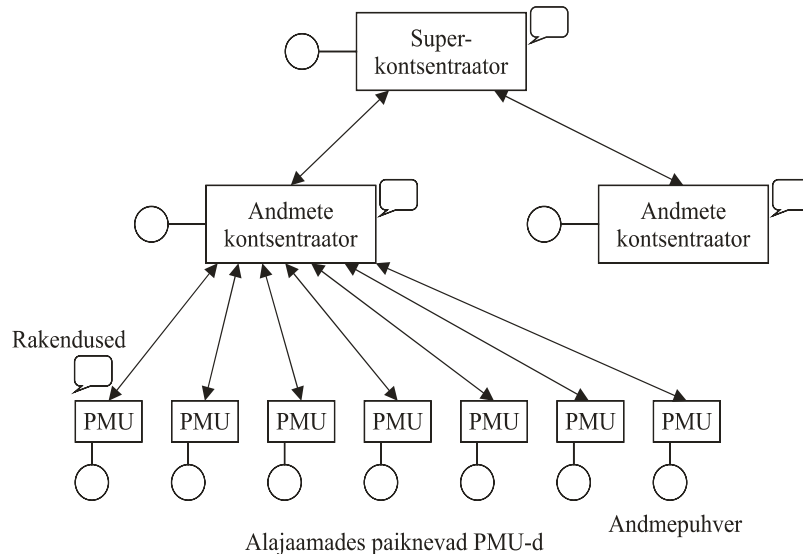 Super-
kontsentraator
Andmete
kontsentraator
Andmete
kontsentraator
Rakendused
PMU
PMU
PMU
PMU
PMU
PMU
PMU
Andmepuhver
Alajaamades paiknevad PMU-d